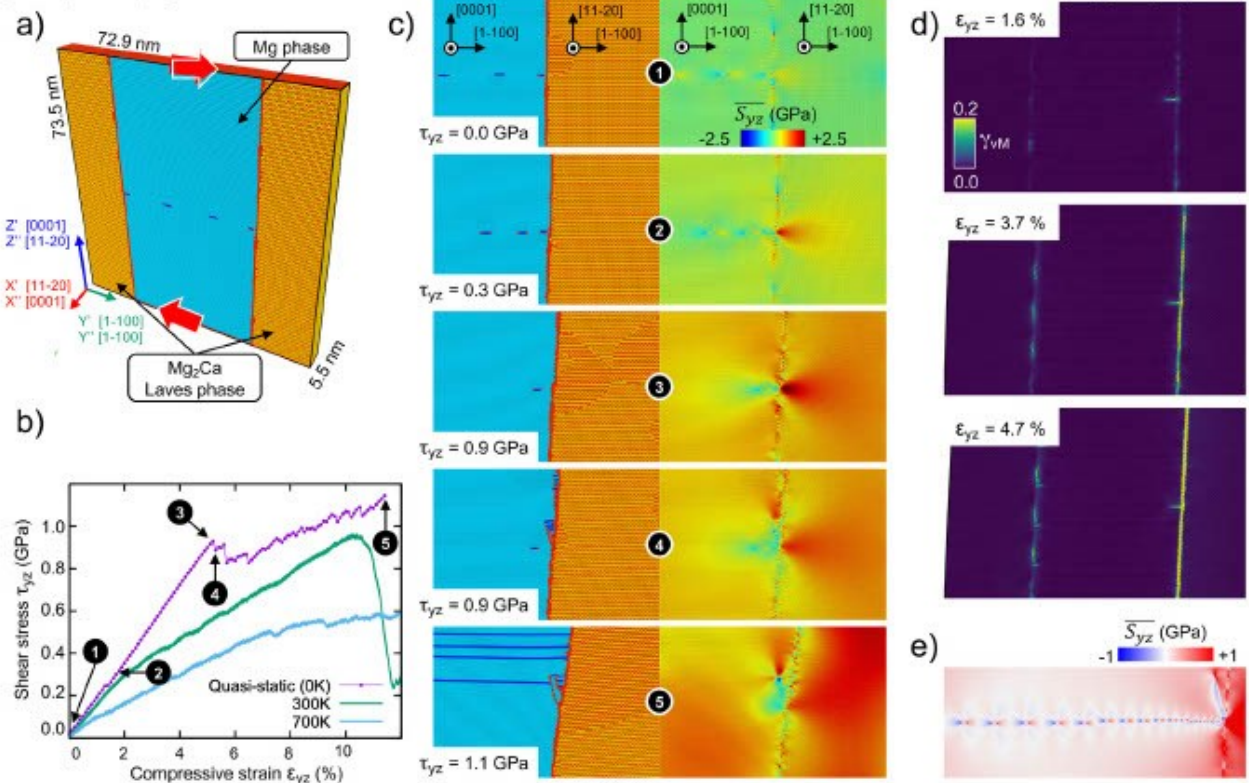 a)
72.9 nm
Mg phase
73.5 nm
Z' [0001]
Z'' [11-20]
X' [11-20]
X'' [0001]
Y' [1-100]
Y'' [1-100]
Mg₂Ca
Laves phase
5.5 nm
b)
Shear stress τyz (GPa)
1.0
0.8
0.6
0.4
0.2
0.0
0 2 4 6 8 10
Compressive strain εyz (%)
1
2
3
4
5
Quasi-static (0K)
300K
700K
c)
[0001]
[1-100]
[11-20]
[1-100]
[0001]
[1-100]
[11-20]
[1-100]
1
Syz (GPa)
-2.5 +2.5
τyz = 0.0 GPa
2
τyz = 0.3 GPa
3
τyz = 0.9 GPa
4
τyz = 0.9 GPa
5
τyz = 1.1 GPa
d)
εyz = 1.6 %
0.2
γvM
0.0
εyz = 3.7 %
εyz = 4.7 %
e)
Syz (GPa)
-1 +1